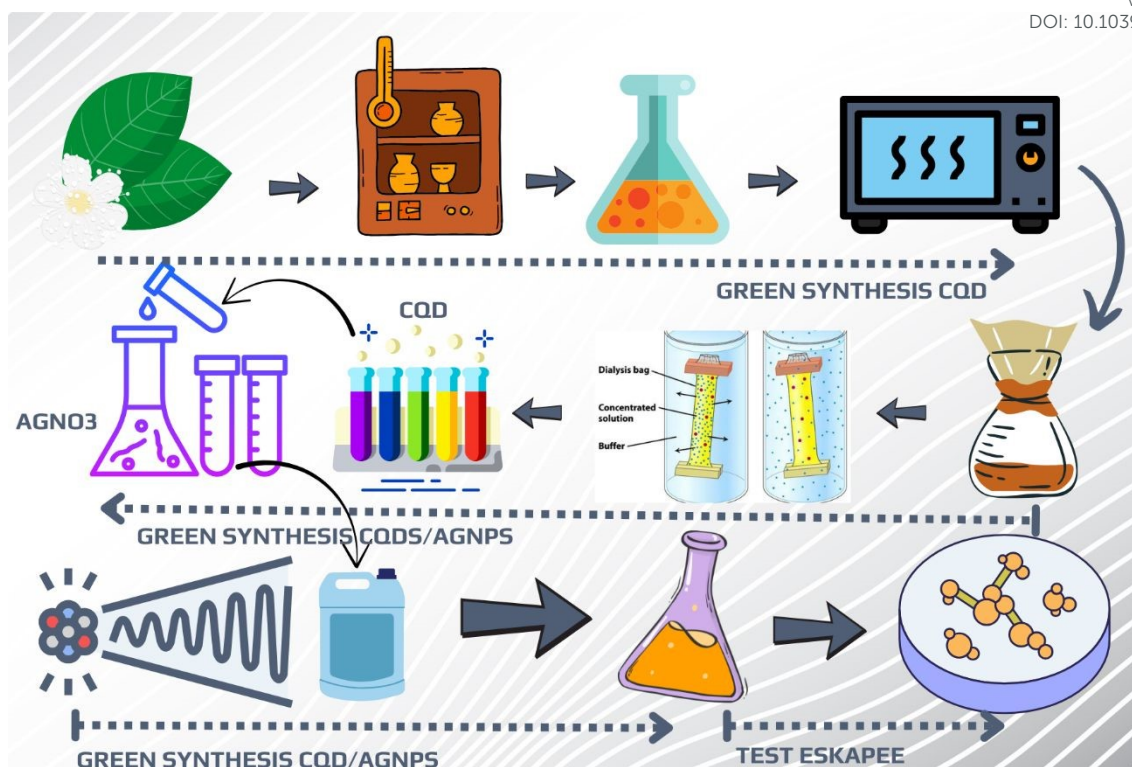 DOI: 10.1039
GREEN SYNTHESIS CQD
CQD
AGNO3
Dialysis bag
Concentrated
solution
Buffer
GREEN SYNTHESIS CQDS/AGNPS
GREEN SYNTHESIS CQD/AGNPS
TEST ESKAPEE